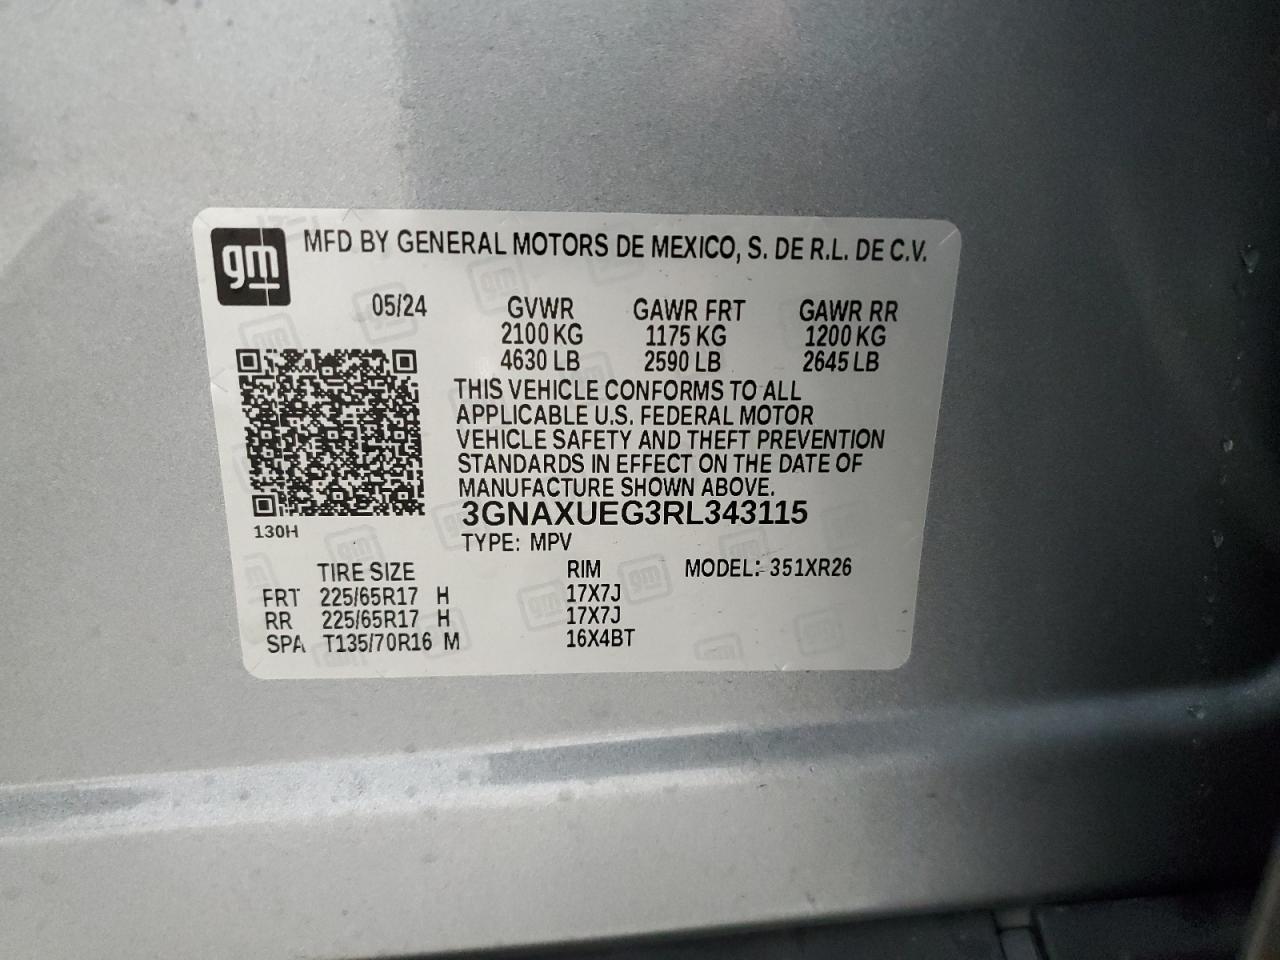 gm
MFD BY GENERAL MOTORS DE MEXICO, S. DE R.L. DE C.V.
05/24 GVWR GAWR FRT GAWR RR
2100 KG 1175 KG 1200 KG
4630 LB 2590 LB 2645 LB
THIS VEHICLE CONFORMS TO ALL
APPLICABLE U.S. FEDERAL MOTOR
VEHICLE SAFETY AND THEFT PREVENTION
STANDARDS IN EFFECT ON THE DATE OF
MANUFACTURE SHOWN ABOVE.
3GNAXUEG3RL343115
130H
TYPE: MPV
TIRE SIZE RIM MODEL: 351XR26
FRT 225/65R17 H 17X7J
RR 225/65R17 H 17X7J
SPA T135/70R16 M 16X4BT